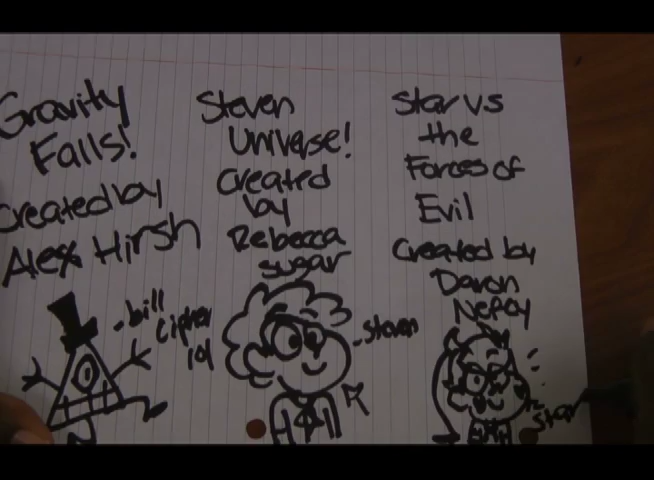 Gravity
Falls!
created by
Alex Hirsh
-bill
cipher
lol
Steven
Universe!
created
by
Rebecca
sugar
-steven
Star vs
the
Forces of
Evil
created by
Daron
Nefcy
Star